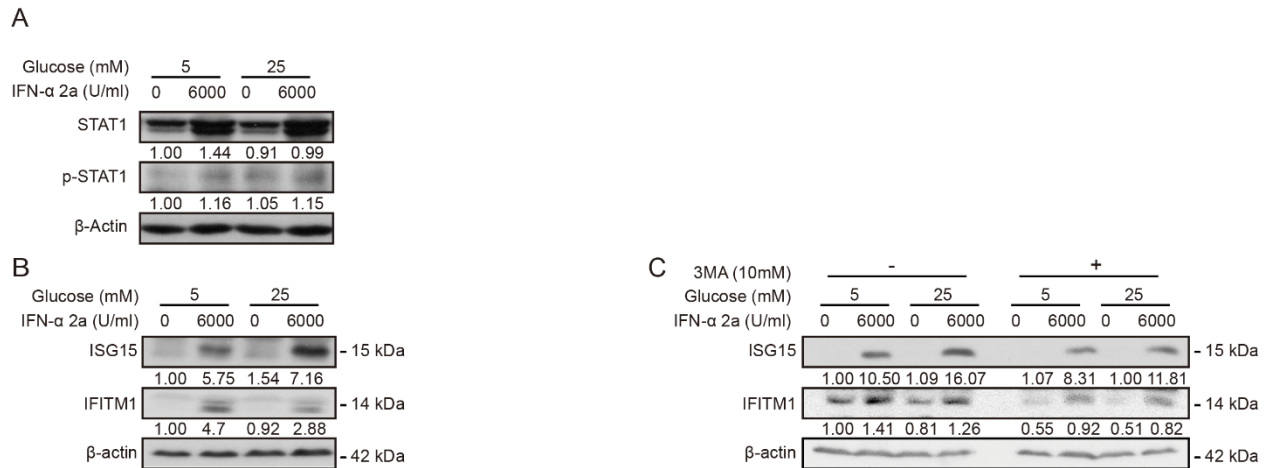 A
Glucose (mM) 5 25
IFN-α 2a (U/ml) 0 6000 0 6000
STAT1
1.00 1.44 0.91 0.99
p-STAT1
1.00 1.16 1.05 1.15
β-Actin
B
Glucose (mM) 5 25
IFN-α 2a (U/ml) 0 6000 0 6000
ISG15 - 15 kDa
1.00 5.75 1.54 7.16
IFITM1 - 14 kDa
1.00 4.7 0.92 2.88
β-actin - 42 kDa
C
3MA (10mM) - +
Glucose (mM) 5 25 5 25
IFN-α 2a (U/ml) 0 6000 0 6000 0 6000 0 6000
ISG15 - 15 kDa
1.00 10.50 1.09 16.07 1.07 8.31 1.00 11.81
IFITM1 - 14 kDa
1.00 1.41 0.81 1.26 0.55 0.92 0.51 0.82
β-actin - 42 kDa